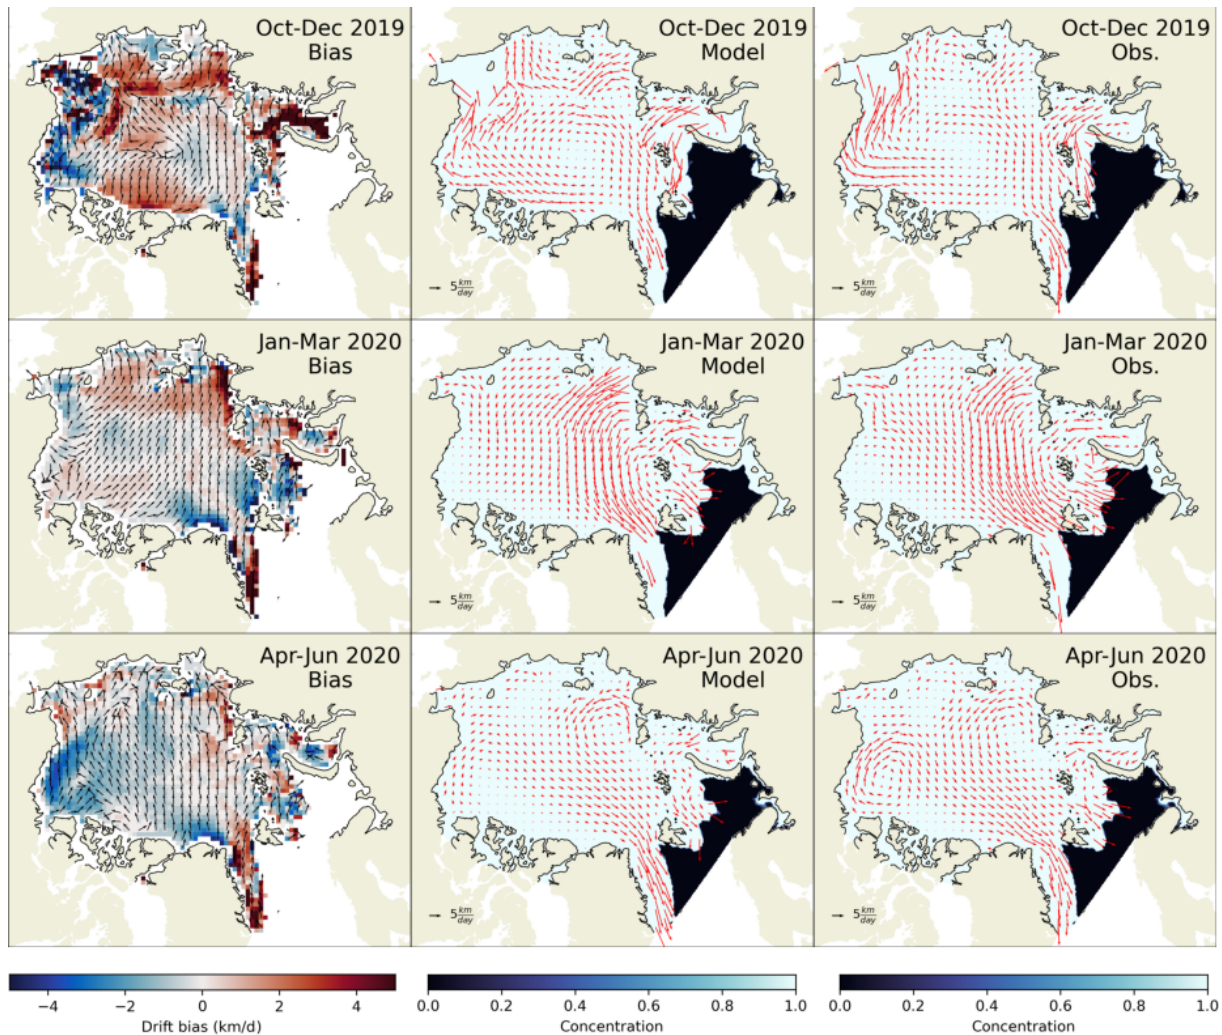 Oct-Dec 2019
Bias
Oct-Dec 2019
Model
5 km/day
Oct-Dec 2019
Obs.
5 km/day
Jan-Mar 2020
Bias
Jan-Mar 2020
Model
5 km/day
Jan-Mar 2020
Obs.
5 km/day
Apr-Jun 2020
Bias
Apr-Jun 2020
Model
5 km/day
Apr-Jun 2020
Obs.
5 km/day
−4 −2 0 2 4
Drift bias (km/d)
0.0 0.2 0.4 0.6 0.8 1.0
Concentration
0.0 0.2 0.4 0.6 0.8 1.0
Concentration